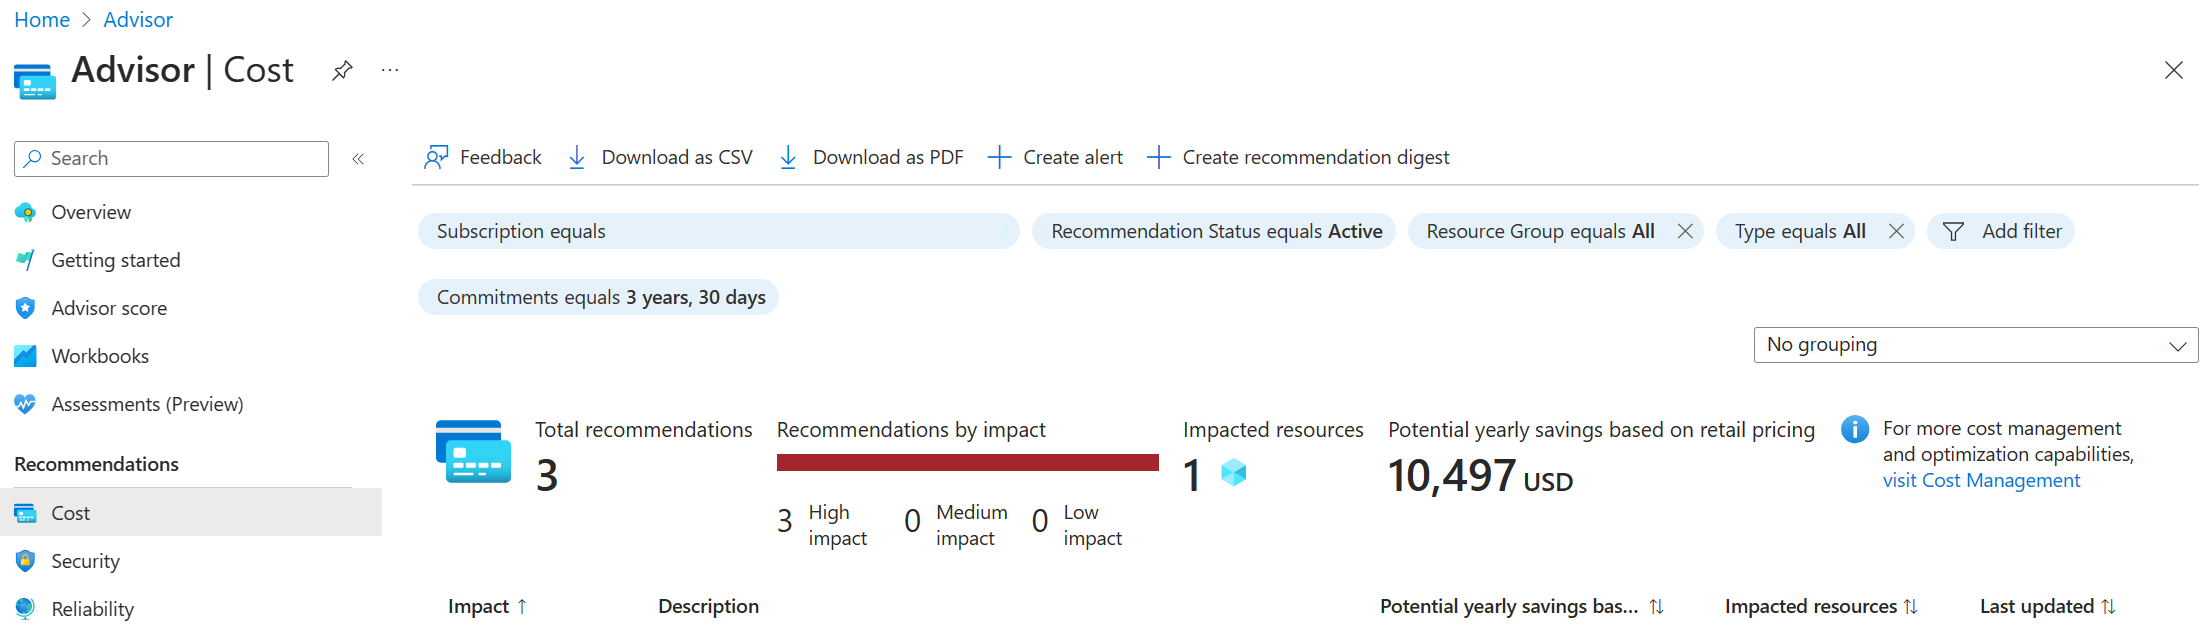 Home > Advisor
Advisor | Cost ...
Search «
Feedback Download as CSV Download as PDF Create alert Create recommendation digest
Overview
Getting started
Advisor score
Workbooks
Assessments (Preview)
Recommendations
Cost
Security
Reliability
Subscription equals Recommendation Status equals Active Resource Group equals All Type equals All Add filter
Commitments equals 3 years, 30 days
No grouping
Total recommendations
3
Recommendations by impact
3 High impact
0 Medium impact
0 Low impact
Impacted resources
1
Potential yearly savings based on retail pricing
10,497 USD
For more cost management
and optimization capabilities,
visit Cost Management
Impact ↑ Description Potential yearly savings bas... ↑↓ Impacted resources ↑↓ Last updated ↑↓